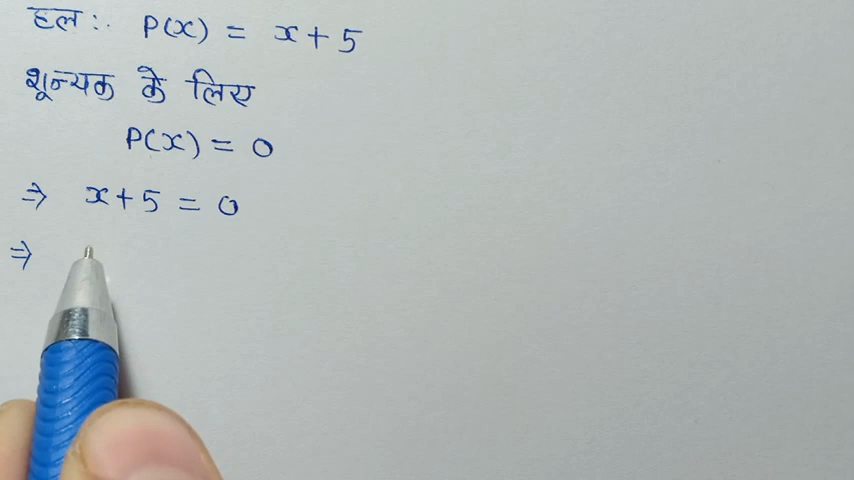 हल :. P(x) = x + 5
शून्यक के लिए
P(x) = 0
⇒ x + 5 = 0
⇒